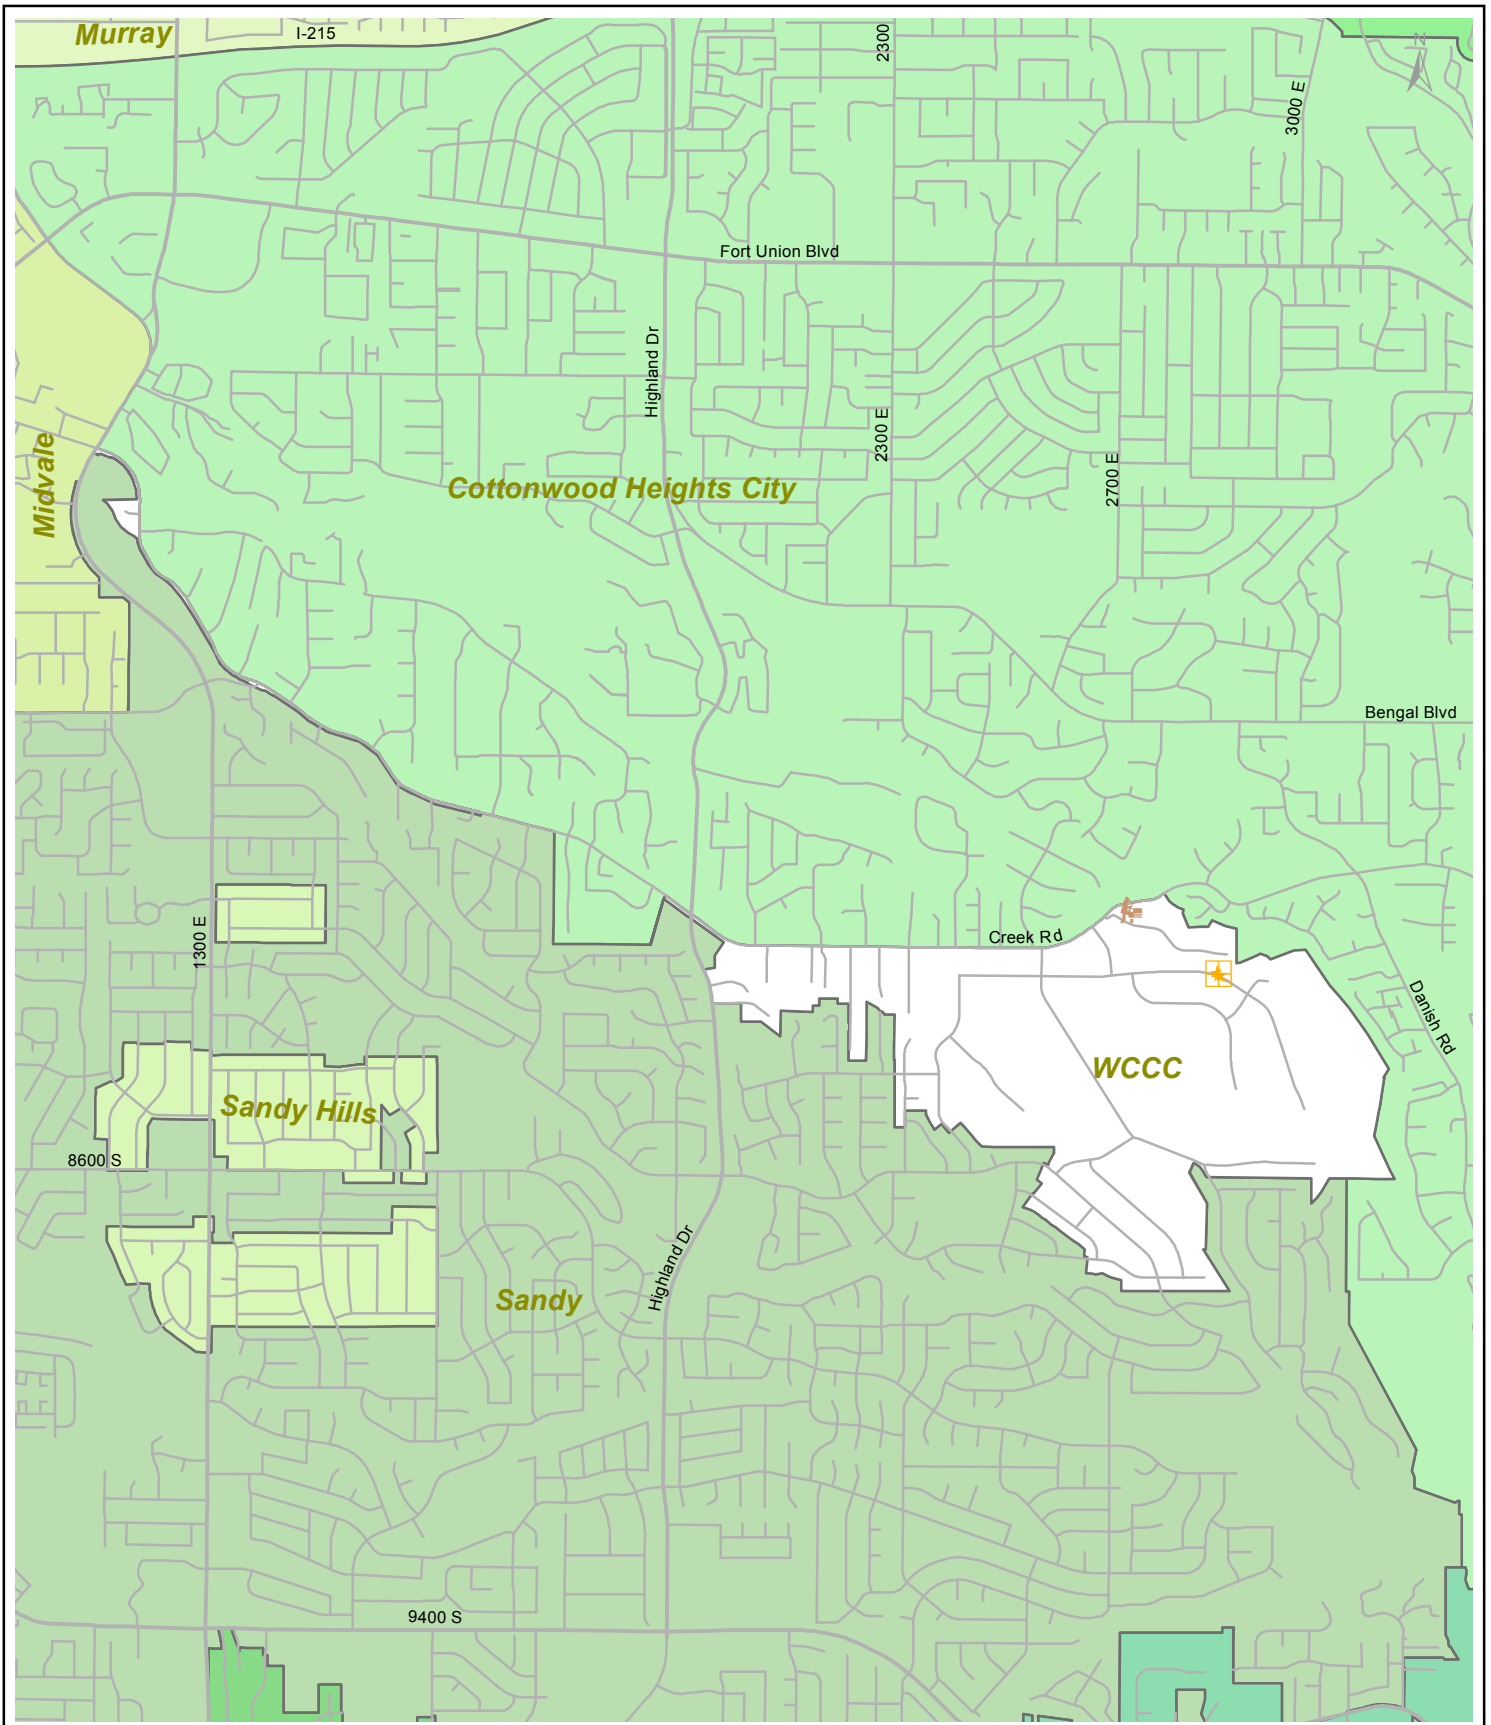 Murray
I-215
2300
N
3000 E
Fort Union Blvd
Highland Dr
2300 E
Midvale
2700 E
Cottonwood Heights City
Bengal Blvd
1300 E
Creek Rd
Danish Rd
WCCC
Sandy Hills
8600 S
Highland Dr
Sandy
9400 S